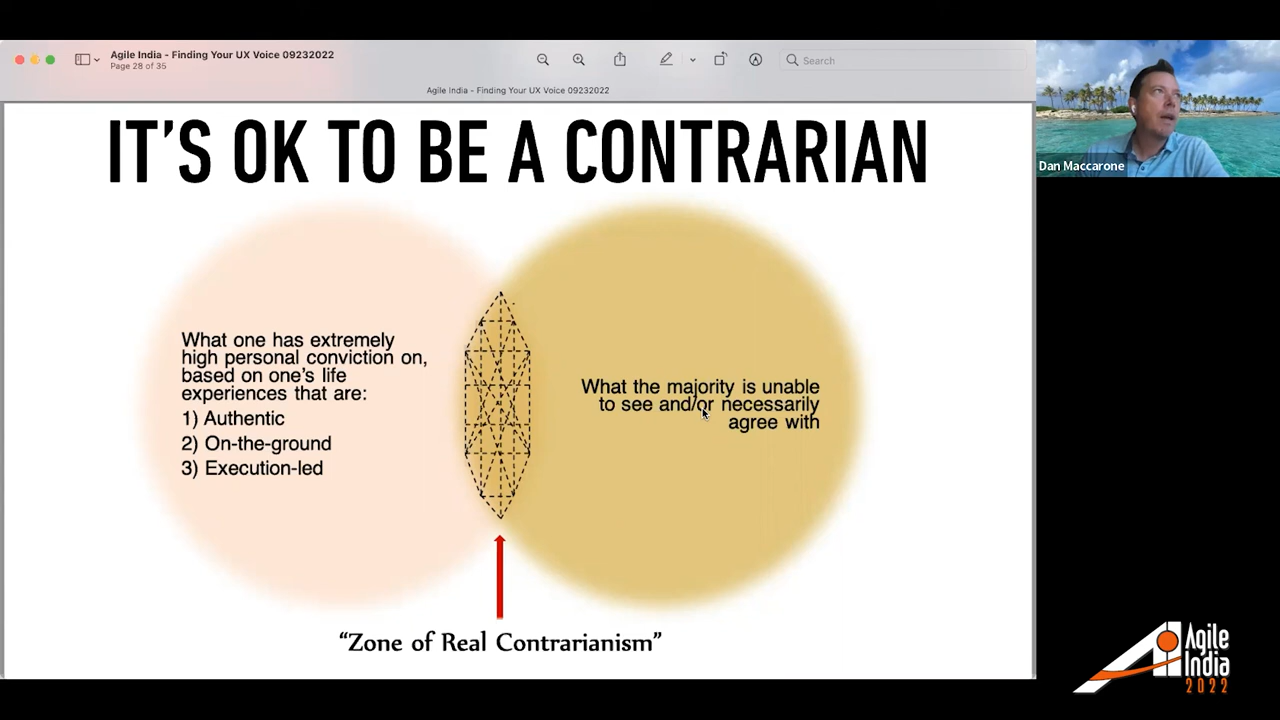 Agile India - Finding Your UX Voice 09232022
Page 28 of 35
Search
Agile India - Finding Your UX Voice 09232022
Dan Maccarone
IT'S OK TO BE A CONTRARIAN
What one has extremely
high personal conviction on,
based on one's life
experiences that are:
1) Authentic
2) On-the-ground
3) Execution-led
What the majority is unable
to see and/or necessarily
agree with
“Zone of Real Contrarianism”
Agile
India
2022